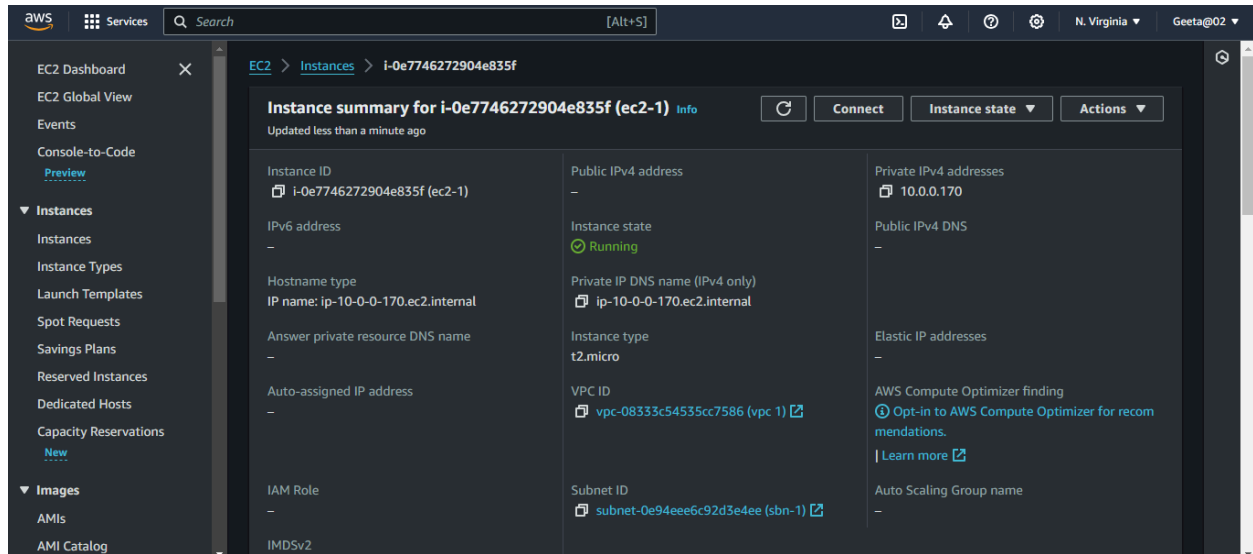 aws Services Search [Alt+S] N. Virginia ▼ Geeta@02 ▼
EC2 Dashboard
EC2 Global View
Events
Console-to-Code
Preview
▼ Instances
Instances
Instance Types
Launch Templates
Spot Requests
Savings Plans
Reserved Instances
Dedicated Hosts
Capacity Reservations
New
▼ Images
AMIs
AMI Catalog
EC2 > Instances > i-0e7746272904e835f
Instance summary for i-0e7746272904e835f (ec2-1) Info Connect Instance state ▼ Actions ▼
Updated less than a minute ago
Instance ID
i-0e7746272904e835f (ec2-1)
Public IPv4 address
–
Private IPv4 addresses
10.0.0.170
IPv6 address
–
Instance state
Running
Public IPv4 DNS
–
Hostname type
IP name: ip-10-0-0-170.ec2.internal
Private IP DNS name (IPv4 only)
ip-10-0-0-170.ec2.internal
Answer private resource DNS name
–
Instance type
t2.micro
Elastic IP addresses
–
Auto-assigned IP address
–
VPC ID
vpc-08333c54535cc7586 (vpc 1)
AWS Compute Optimizer finding
Opt-in to AWS Compute Optimizer for recom
mendations.
| Learn more
IAM Role
–
Subnet ID
subnet-0e94eee6c92d3e4ee (sbn-1)
Auto Scaling Group name
–
IMDSv2